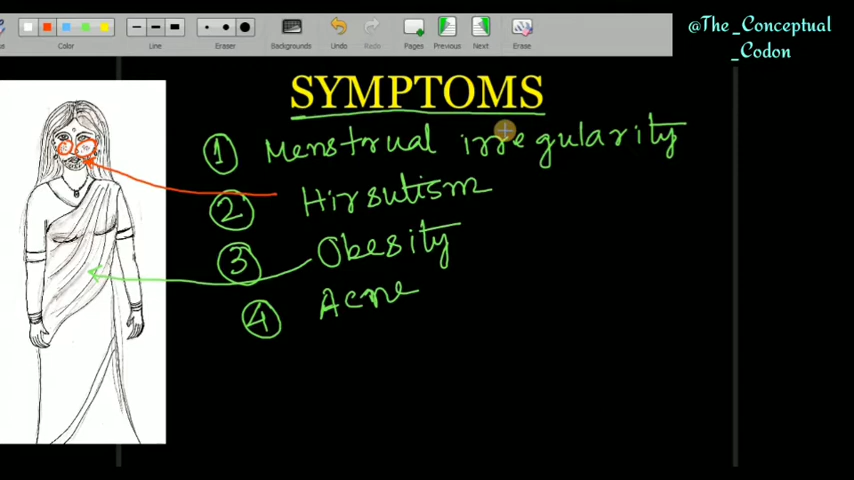 @The_Conceptual
_Codon
Color
Line
Eraser
Backgrounds
Undo
Redo
Pages
Previous
Next
Erase
SYMPTOMS
1 Menstrual irregularity
2 Hirsutism
3 Obesity
4 Acne